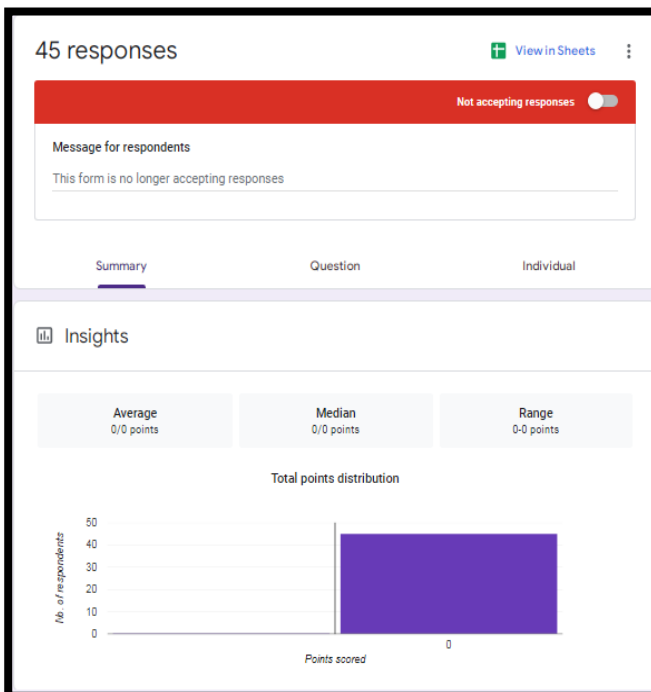 45 responses
View in Sheets
Not accepting responses
Message for respondents
This form is no longer accepting responses
Summary Question Individual
Insights
Average Median Range
0/0 points 0/0 points 0-0 points
Total points distribution
No. of respondents
50
40
30
20
10
0
0
Points scored